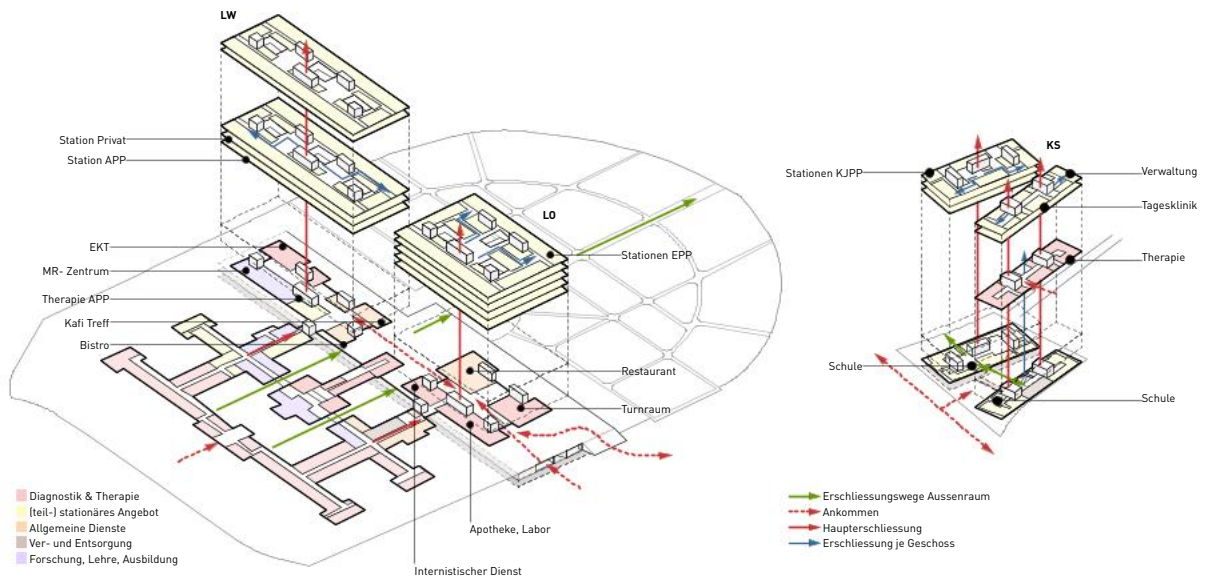 LW
Station Privat
Station APP
EKT
MR- Zentrum
Therapie APP
Kafi Treff
Bistro
LO
Stationen EPP
Restaurant
Turnraum
Apotheke, Labor
Internistischer Dienst
KS
Stationen KJPP
Verwaltung
Tagesklinik
Therapie
Schule
Schule
Diagnostik & Therapie
(teil-) stationäres Angebot
Allgemeine Dienste
Ver- und Entsorgung
Forschung, Lehre, Ausbildung
Erschliessungswege Aussenraum
Ankommen
Haupterschliessung
Erschliessung je Geschoss